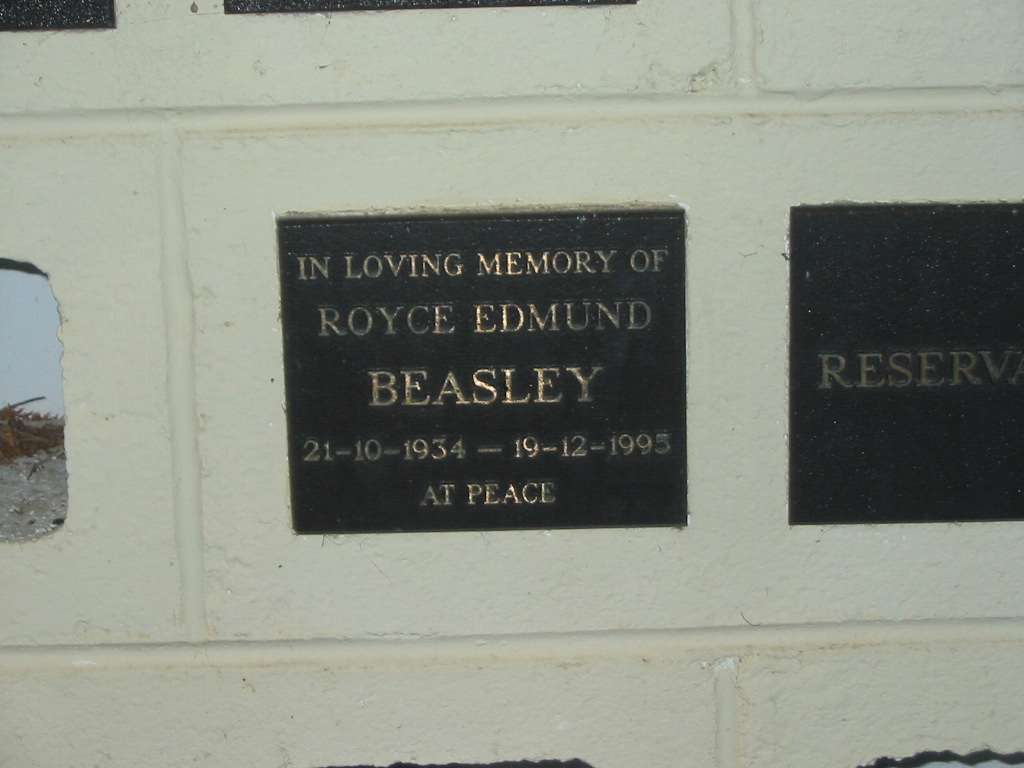 IN LOVING MEMORY OF
ROYCE EDMUND
BEASLEY
21-10-1934 — 19-12-1995
AT PEACE
RESERVA